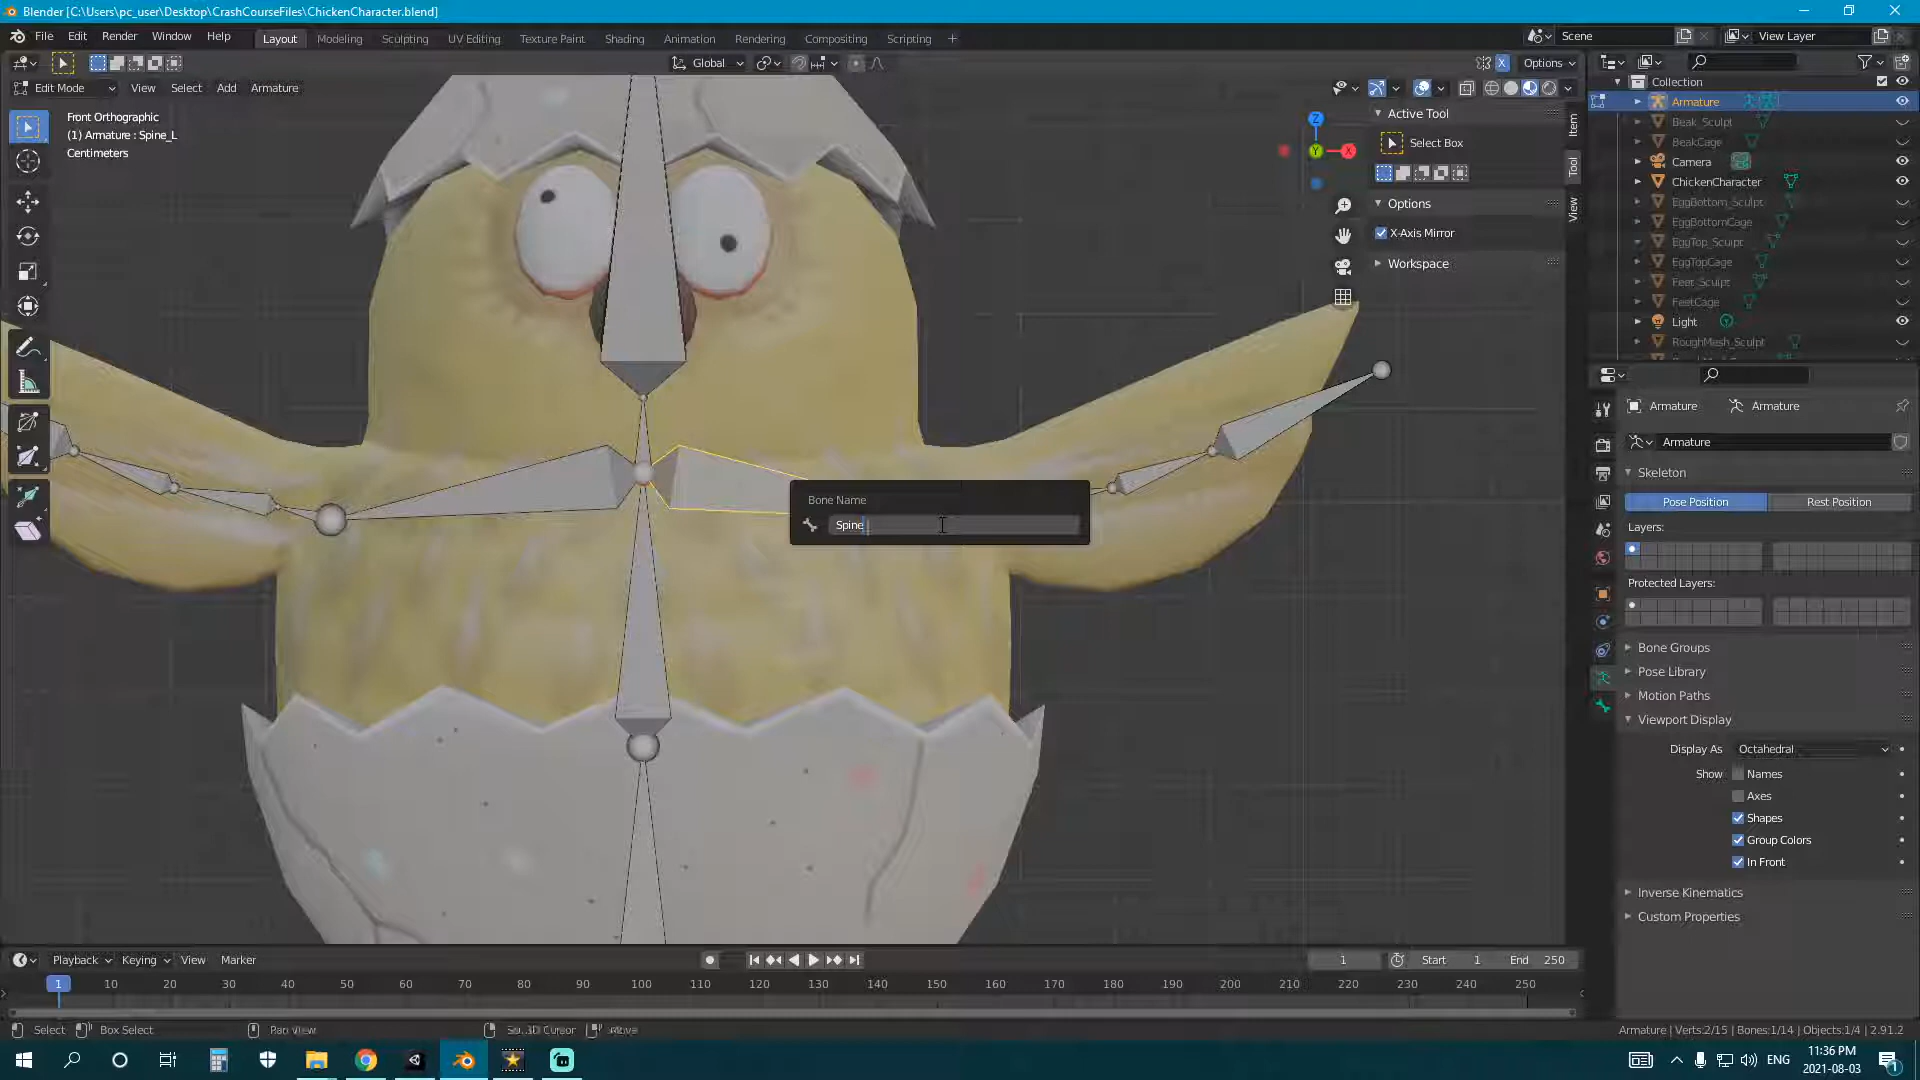 Blender [C:\Users\pc_user\Desktop\CrashCourseFiles\ChickenCharacter.blend]
File Edit Render Window Help Layout Modeling Sculpting UV Editing Texture Paint Shading Animation Rendering Compositing Scripting + Scene View Layer
Global Options
Edit Mode View Select Add Armature
Front Orthographic
(1) Armature : Spine_L
Centimeters
Z
Y
X
Active Tool
Select Box
Options
X-Axis Mirror
Workspace
Item
Tool
View
Collection
Armature
Beak_Sculpt
BeakCage
Camera
ChickenCharacter
EggBottom_Sculpt
EggBottomCage
EggTop_Sculpt
EggTopCage
Feet_Sculpt
FeetCage
Light
RoughMesh_Sculpt
Armature Armature
Armature
Skeleton
Pose Position Rest Position
Layers:
Protected Layers:
Bone Groups
Pose Library
Motion Paths
Viewport Display
Display As Octahedral
Show Names
Axes
Shapes
Group Colors
In Front
Inverse Kinematics
Custom Properties
Bone Name
Spine
Playback Keying View Marker 1 Start 1 End 250
1 10 20 30 40 50 60 70 80 90 100 110 120 130 140 150 160 170 180 190 200 210 220 230 240 250
Select Box Select Pan View Move Armature | Verts:2/15 | Bones:1/14 | Objects:1/4 | 2.91.2
ENG 11:36 PM
2021-08-03
1